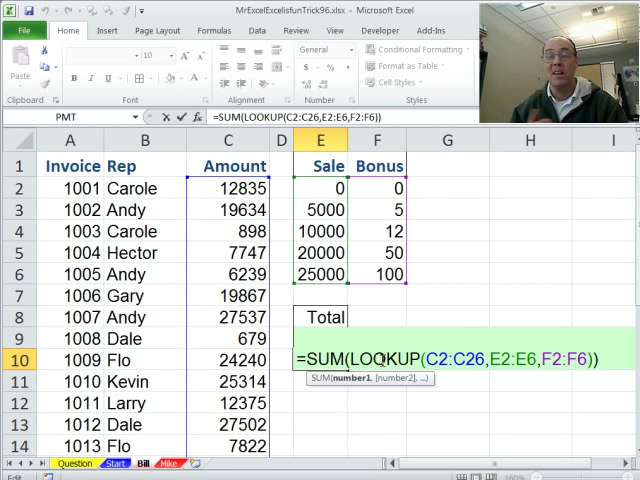 MrExcelExcelisfunTrick96.xlsx - Microsoft Excel
File Home Insert Page Layout Formulas Data Review View Developer Add-Ins
Paste
10
General
Conditional Formatting
Format as Table
Cell Styles
Clipboard Font Alignment Number Styles
PMT =SUM(LOOKUP(C2:C26,E2:E6,F2:F6))
A B C D E F G H I
1 Invoice Rep Amount Sale Bonus
2 1001 Carole 12835 0 0
3 1002 Andy 19634 5000 5
4 1003 Carole 898 10000 12
5 1004 Hector 7747 20000 50
6 1005 Andy 6239 25000 100
7 1006 Gary 19867
8 1007 Andy 27537 Total
9 1008 Dale 679
10 1009 Flo 24240 =SUM(LOOKUP(C2:C26,E2:E6,F2:F6))
11 1010 Kevin 25314 SUM(number1, [number2], ...)
12 1011 Larry 12375
13 1012 Dale 27502
14 1013 Flo 7822
Question Start Bill Mike
Edit 160%